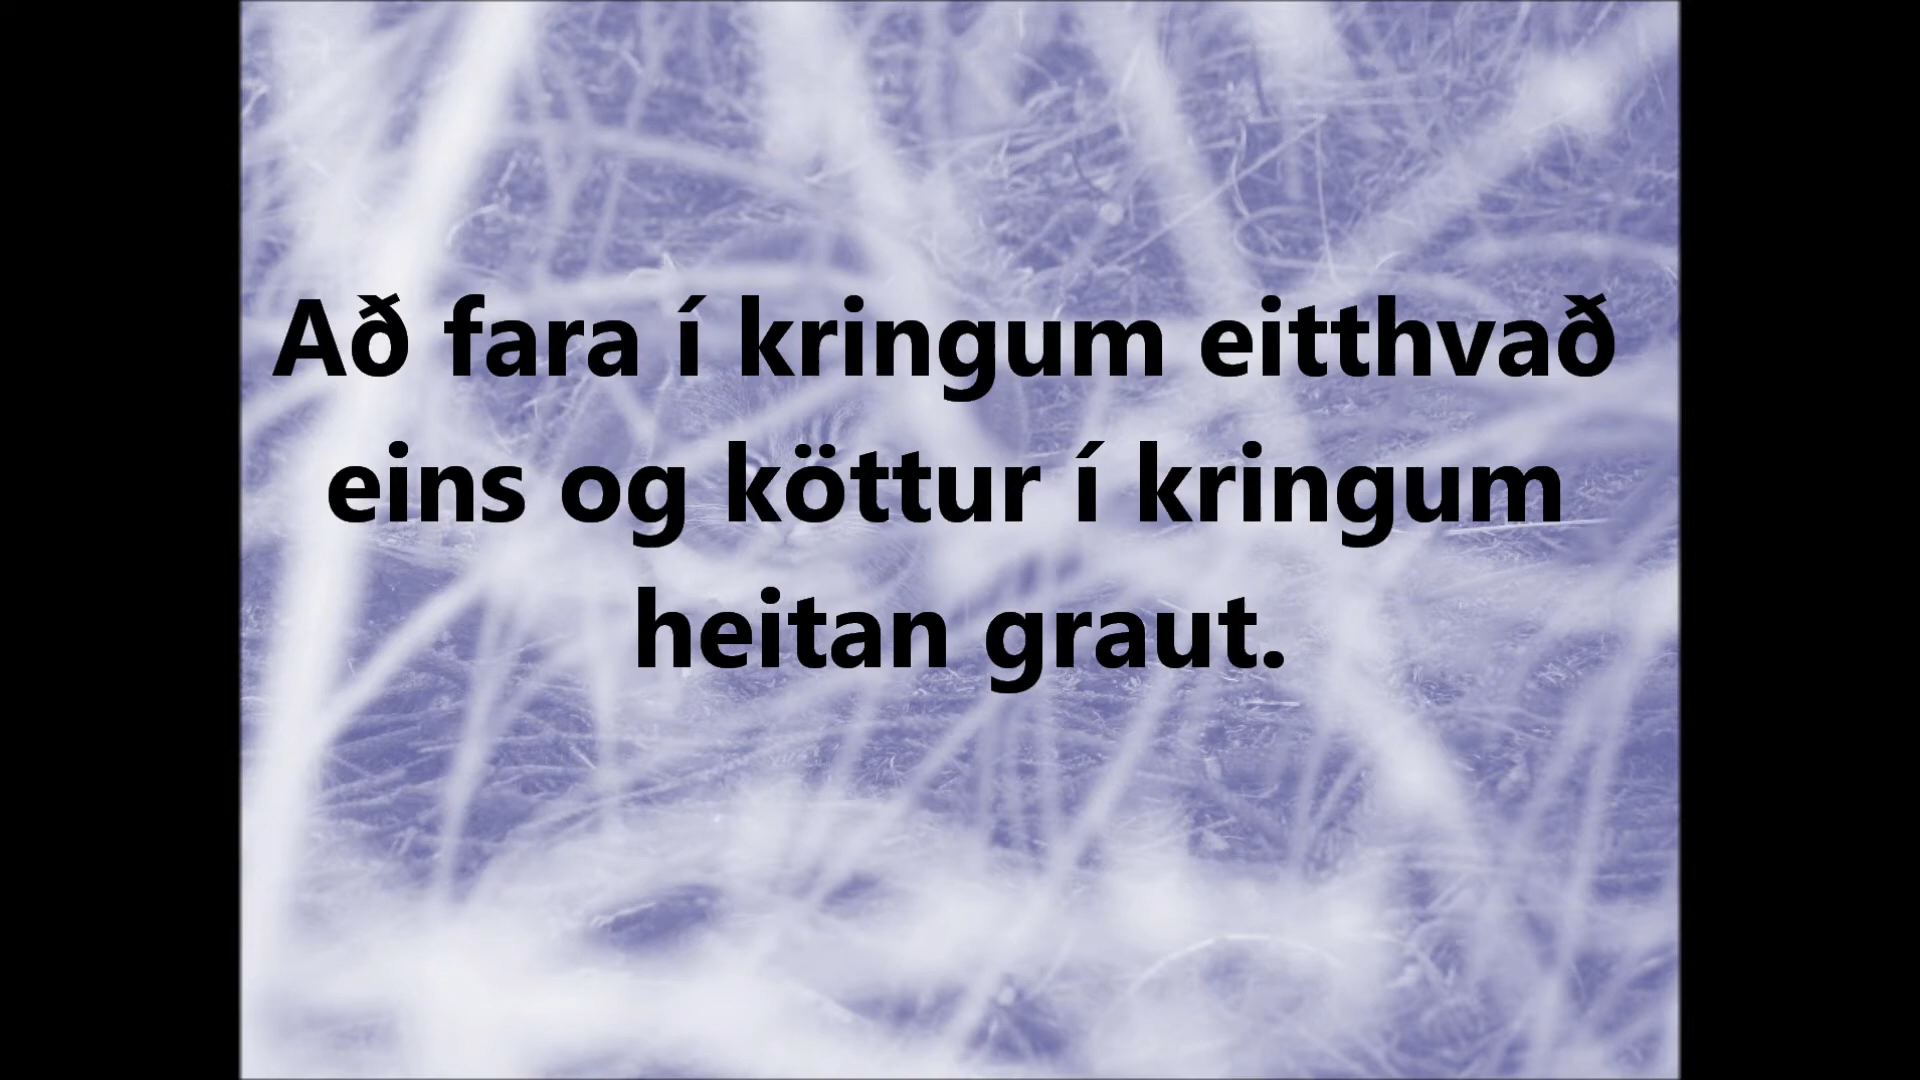 Að fara í kringum eitthvað
eins og köttur í kringum
heitan graut.